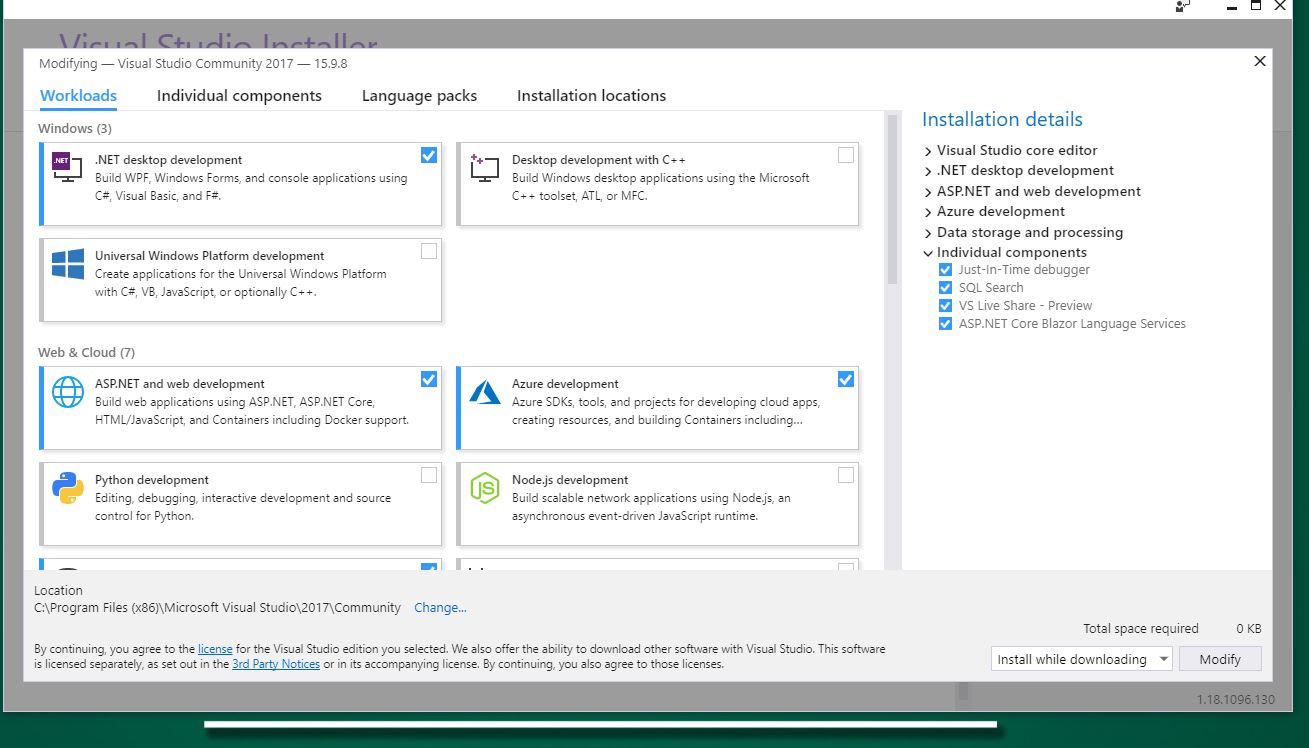 Visual Studio Installer
Modifying — Visual Studio Community 2017 — 15.9.8
Workloads
Individual components
Language packs
Installation locations
Windows (3)
.NET
.NET desktop development
Build WPF, Windows Forms, and console applications using
C#, Visual Basic, and F#.
Desktop development with C++
Build Windows desktop applications using the Microsoft
C++ toolset, ATL, or MFC.
Universal Windows Platform development
Create applications for the Universal Windows Platform
with C#, VB, JavaScript, or optionally C++.
Web & Cloud (7)
ASP.NET and web development
Build web applications using ASP.NET, ASP.NET Core,
HTML/JavaScript, and Containers including Docker support.
Azure development
Azure SDKs, tools, and projects for developing cloud apps,
creating resources, and building Containers including...
Python development
Editing, debugging, interactive development and source
control for Python.
JS
Node.js development
Build scalable network applications using Node.js, an
asynchronous event-driven JavaScript runtime.
Installation details
Visual Studio core editor
.NET desktop development
ASP.NET and web development
Azure development
Data storage and processing
Individual components
Just-In-Time debugger
SQL Search
VS Live Share - Preview
ASP.NET Core Blazor Language Services
Location
C:\Program Files (x86)\Microsoft Visual Studio\2017\Community Change...
Total space required 0 KB
By continuing, you agree to the license for the Visual Studio edition you selected. We also offer the ability to download other software with Visual Studio. This software
is licensed separately, as set out in the 3rd Party Notices or in its accompanying license. By continuing, you also agree to those licenses.
Install while downloading
Modify
1.18.1096.130